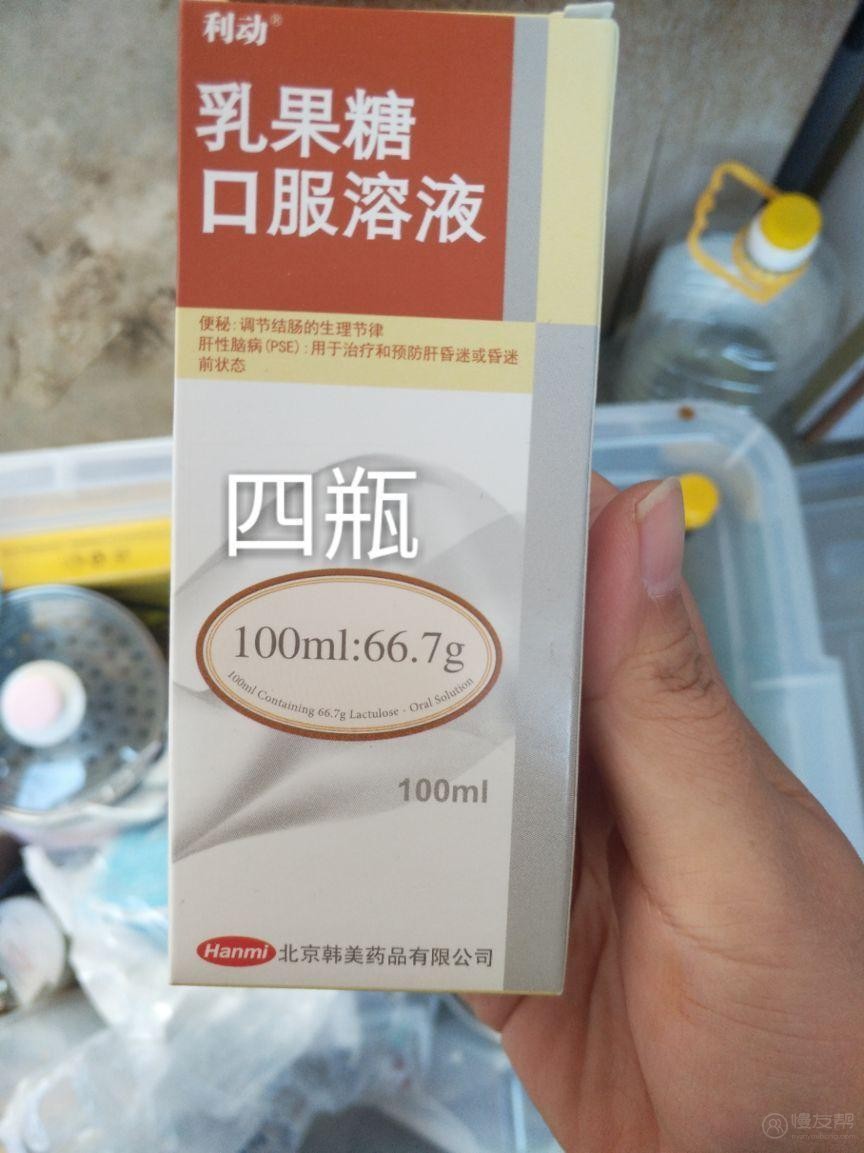 利动®
乳果糖
口服溶液
便秘:调节结肠的生理节律
肝性脑病(PSE):用于治疗和预防肝昏迷或昏迷
前状态
四瓶
100ml:66.7g
100ml Containing 66.7g Lactulose · Oral Solution
100ml
Hanmi 北京韩美药品有限公司
慢友帮